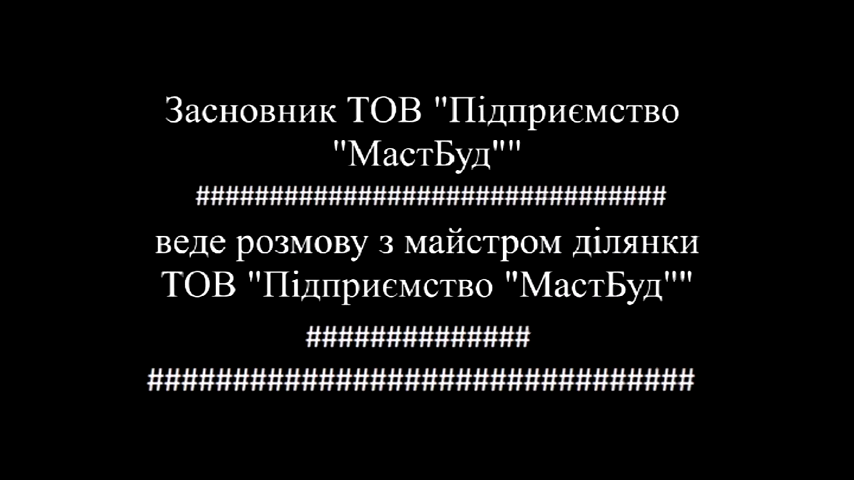 Засновник ТОВ "Підприємство
"МастБуд""
################################
веде розмову з майстром ділянки
ТОВ "Підприємство "МастБуд""
##############
##################################